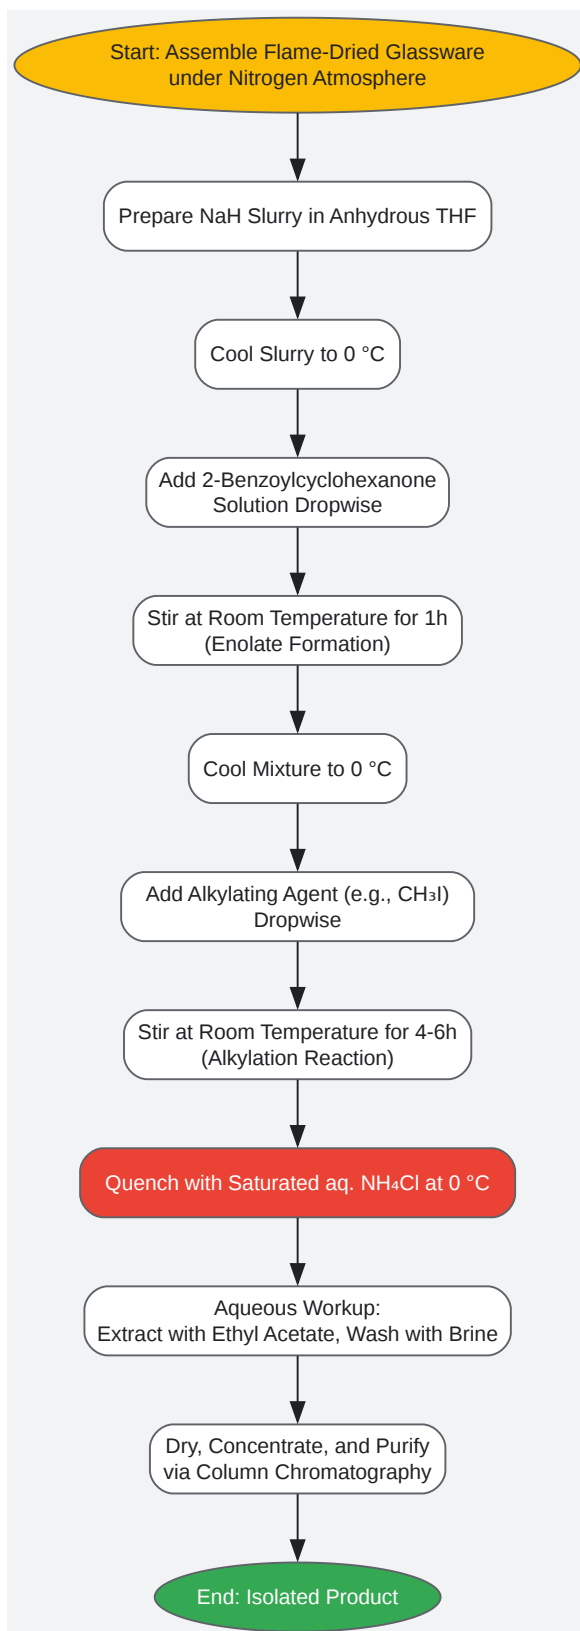 Start: Assemble Flame-Dried Glassware
under Nitrogen Atmosphere
Prepare NaH Slurry in Anhydrous THF
Cool Slurry to 0 °C
Add 2-Benzoylcyclohexanone
Solution Dropwise
Stir at Room Temperature for 1h
(Enolate Formation)
Cool Mixture to 0 °C
Add Alkylating Agent (e.g., CH₃I)
Dropwise
Stir at Room Temperature for 4-6h
(Alkylation Reaction)
Quench with Saturated aq. NH₄Cl at 0 °C
Aqueous Workup:
Extract with Ethyl Acetate, Wash with Brine
Dry, Concentrate, and Purify
via Column Chromatography
End: Isolated Product